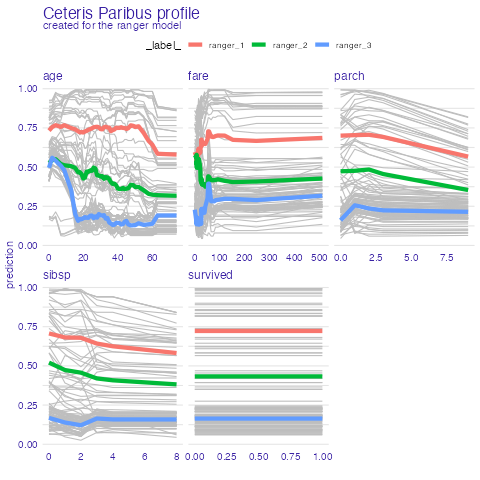 Ceteris Paribus profile
created for the ranger model
_label_ ranger_1 ranger_2 ranger_3
age fare parch
1.00
0.75
0.50
0.25
0.00
0 20 40 60 0 100 200 300 400 500 0.0 2.5 5.0 7.5
prediction
sibsp survived
1.00
0.75
0.50
0.25
0.00
0 2 4 6 8 0.00 0.25 0.50 0.75 1.00